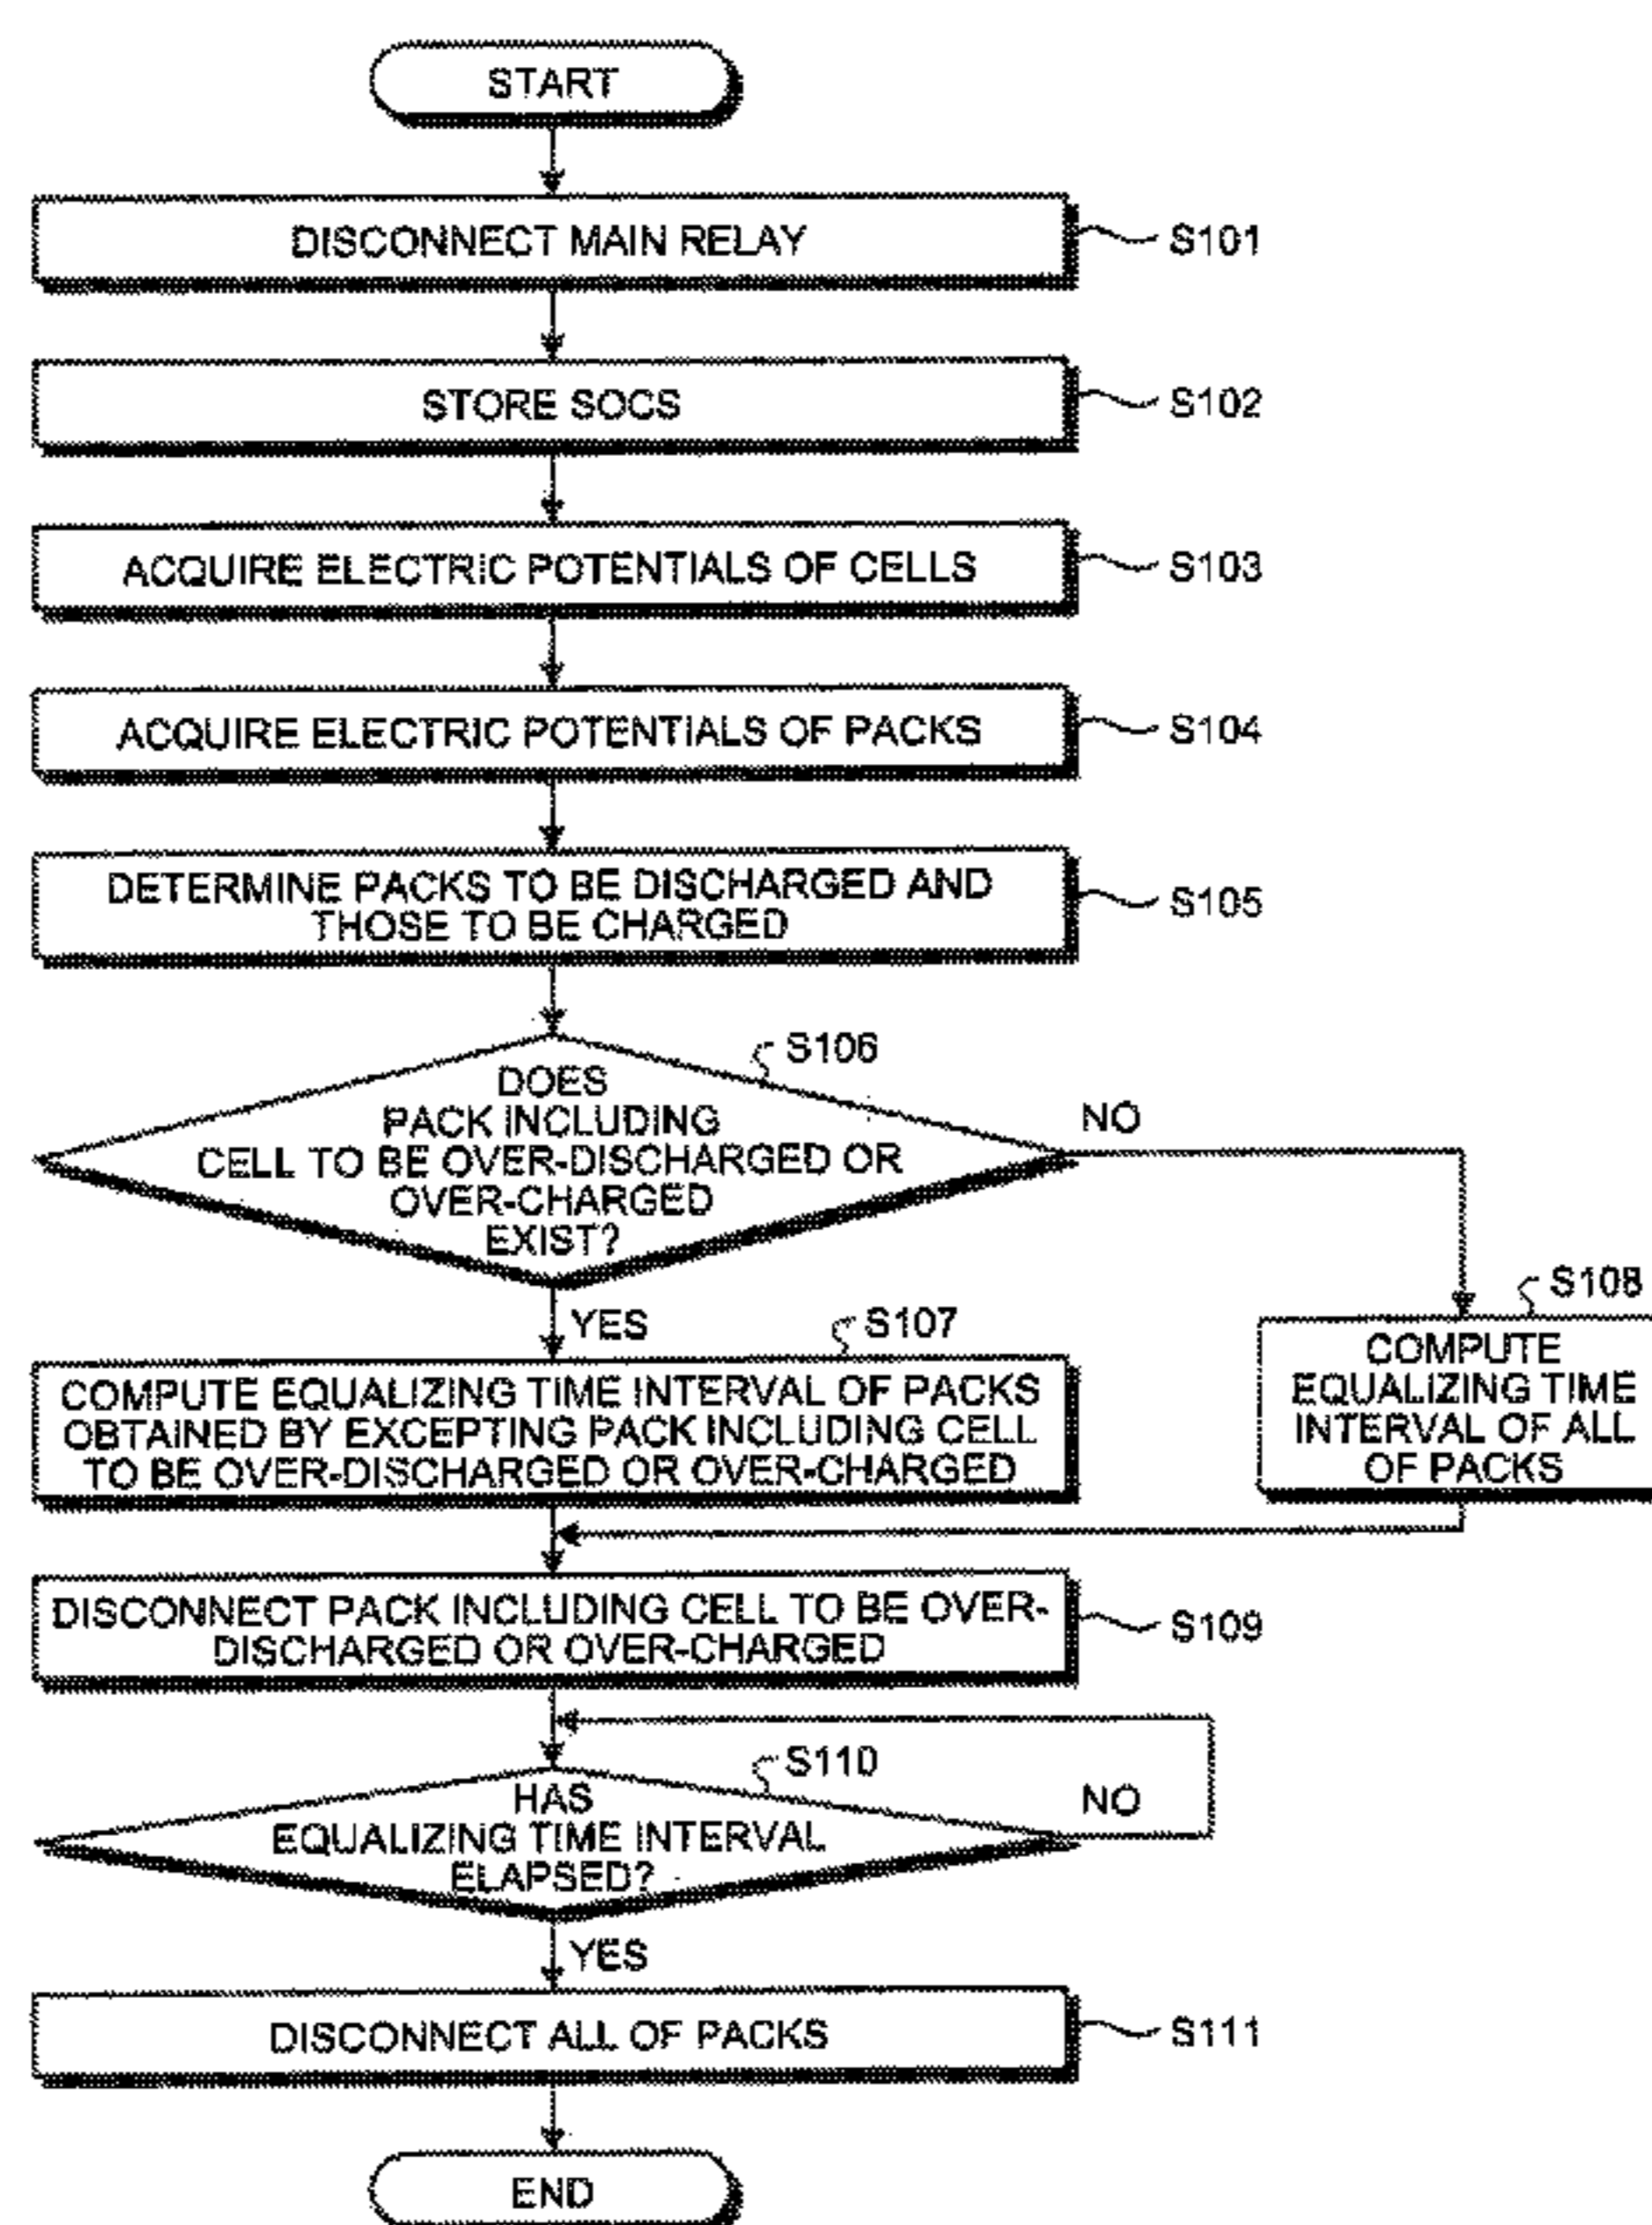 START
DISCONNECT MAIN RELAY
S101
STORE SOCS
S102
ACQUIRE ELECTRIC POTENTIALS OF CELLS
S103
ACQUIRE ELECTRIC POTENTIALS OF PACKS
S104
DETERMINE PACKS TO BE DISCHARGED AND
THOSE TO BE CHARGED
S105
S106
DOES
PACK INCLUDING
CELL TO BE OVER-DISCHARGED OR
OVER-CHARGED
EXIST?
NO
YES
S107
COMPUTE EQUALIZING TIME INTERVAL OF PACKS
OBTAINED BY EXCEPTING PACK INCLUDING CELL
TO BE OVER-DISCHARGED OR OVER-CHARGED
S108
COMPUTE
EQUALIZING TIME
INTERVAL OF ALL
OF PACKS
DISCONNECT PACK INCLUDING CELL TO BE OVER-
DISCHARGED OR OVER-CHARGED
S109
S110
HAS
EQUALIZING TIME INTERVAL
ELAPSED?
NO
YES
DISCONNECT ALL OF PACKS
S111
END